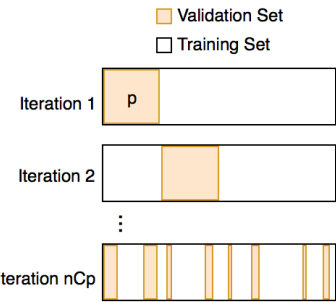 Validation Set
Training Set
Iteration 1
p
Iteration 2
...
teration nCp